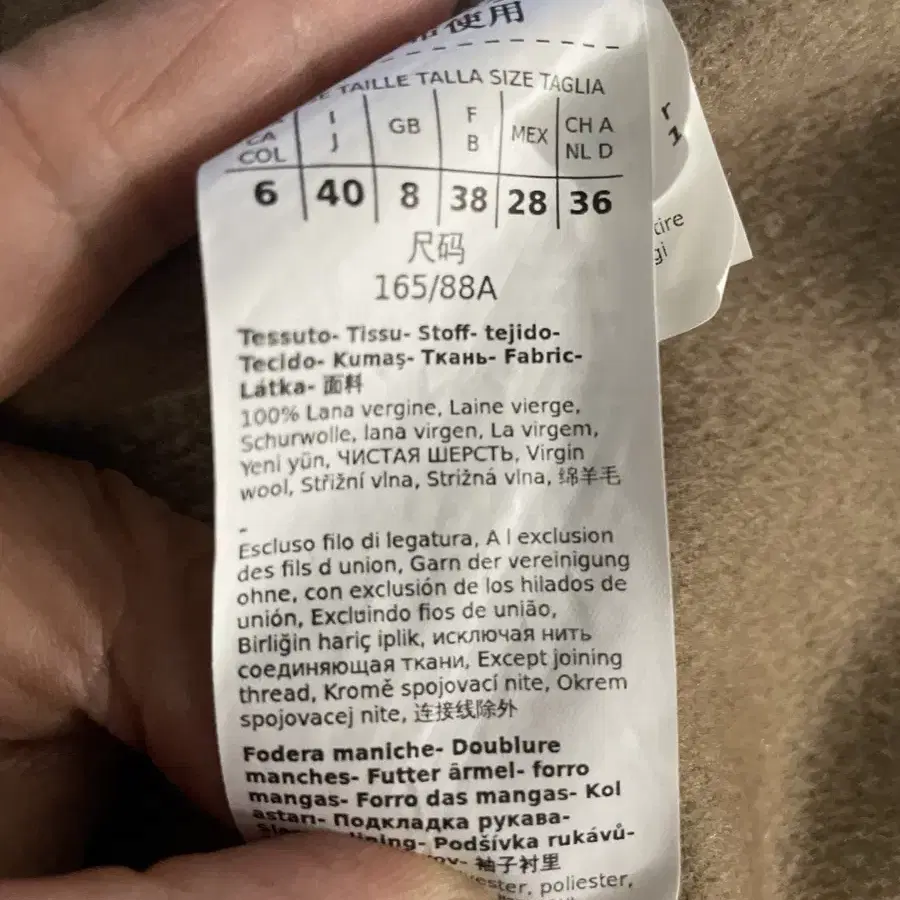 使用
TAILLE TALLA SIZE TAGLIA
CA COL
I J
GB
F B
MEX
CH A NL D
6 40 8 38 28 36
尺码
165/88A
Tessuto- Tissu- Stoff- tejido-
Tecido- Kumaş- Ткань- Fabric-
Látka- 面料
100% Lana vergine, Laine vierge,
Schurwolle, lana virgen, La virgem,
Yeni yün, ЧИСТАЯ ШЕРСТЬ, Virgin
wool, Střižní vlna, Strižná vlna, 绵羊毛
-
Escluso filo di legatura, A l exclusion
des fils d union, Garn der vereinigung
ohne, con exclusión de los hilados de
unión, Excluindo fios de união,
Birliğin hariç iplik, исключая нить
соединяющая ткани, Except joining
thread, Kromě spojovací nite, Okrem
spojovacej nite, 连接线除外
Fodera maniche- Doublure
manches- Futter ärmel- forro
mangas- Forro das mangas- Kol
astarı- Подкладка рукава-
Podšívka rukávů-
袖子衬里
poliester,
r
1